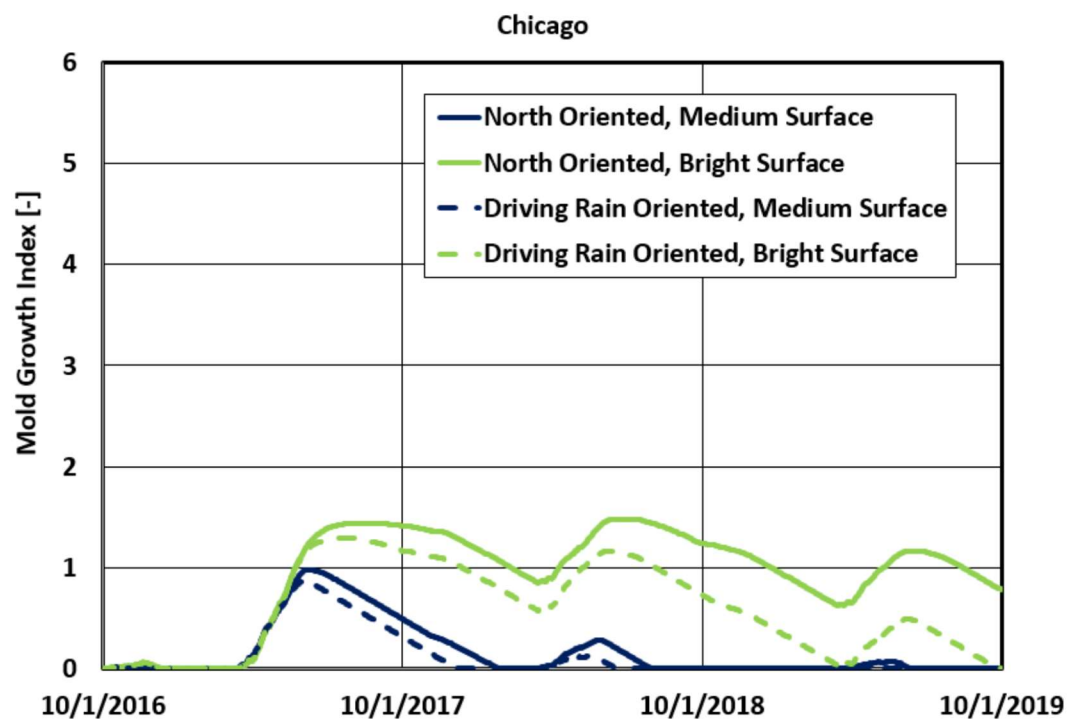 Chicago
6
5
4
3
2
1
0
Mold Growth Index [-]
North Oriented, Medium Surface
North Oriented, Bright Surface
Driving Rain Oriented, Medium Surface
Driving Rain Oriented, Bright Surface
10/1/2016
10/1/2017
10/1/2018
10/1/2019